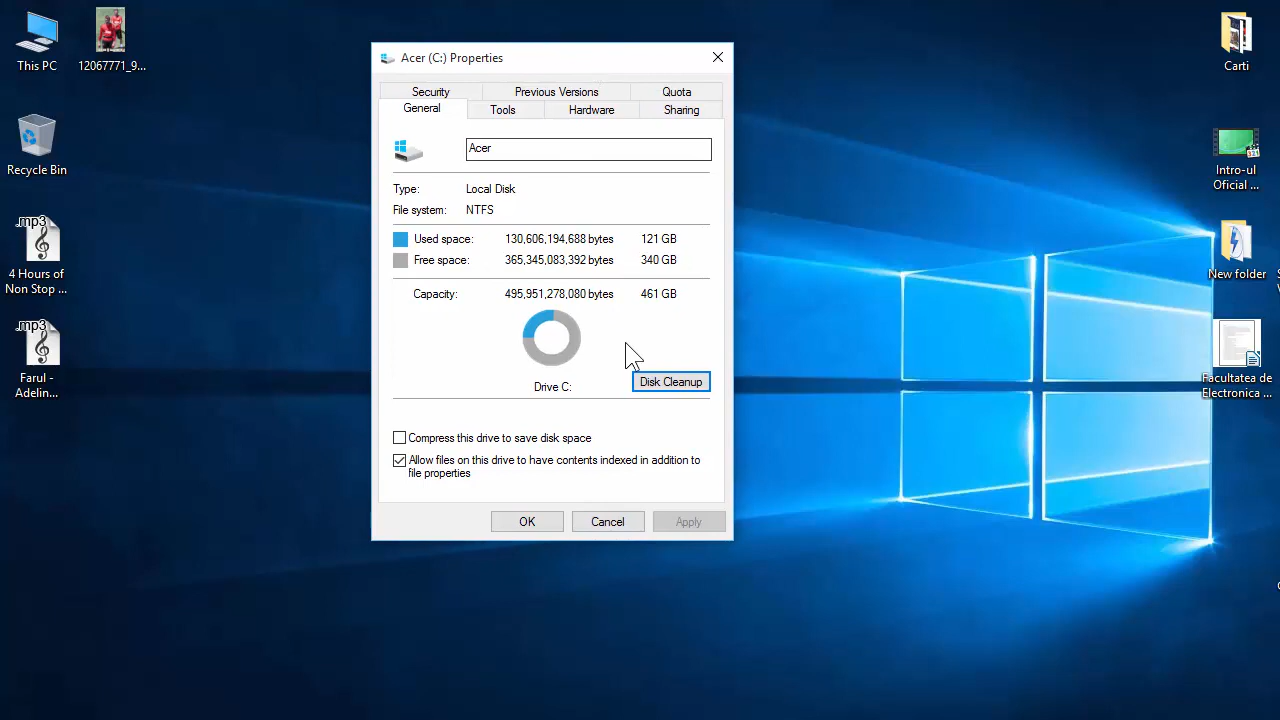 This PC
12067771_9...
Recycle Bin
.mp3
4 Hours of
Non Stop ...
.mp3
Farul -
Adelin...
Acer (C:) Properties
Security
Previous Versions
Quota
General
Tools
Hardware
Sharing
Acer
Type: Local Disk
File system: NTFS
Used space: 130,606,194,688 bytes 121 GB
Free space: 365,345,083,392 bytes 340 GB
Capacity: 495,951,278,080 bytes 461 GB
Drive C:
Disk Cleanup
Compress this drive to save disk space
Allow files on this drive to have contents indexed in addition to
file properties
OK
Cancel
Apply
Carti
321
Intro-ul
Oficial ...
New folder
Facultatea de
Electronica ...